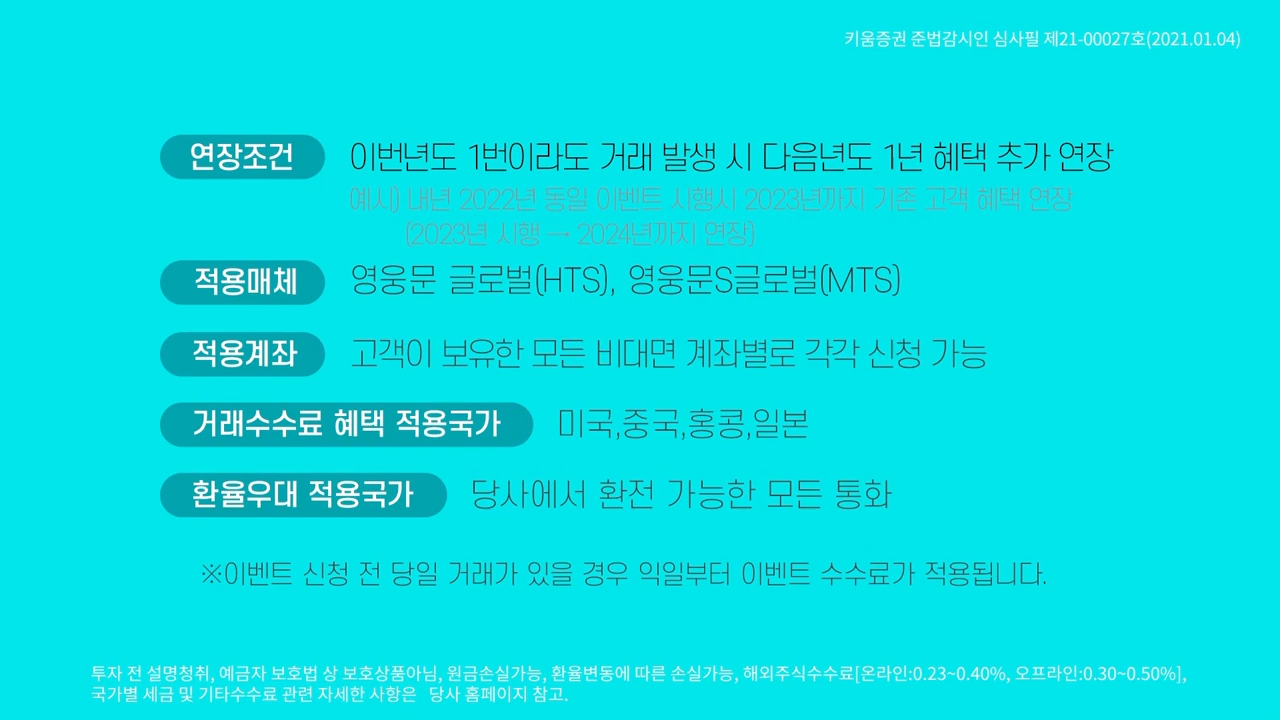 키움증권 준법감시인 심사필 제21-00027호(2021.01.04)
연장조건 이번년도 1번이라도 거래 발생 시 다음년도 1년 혜택 추가 연장
예시) 내년 2022년 동일 이벤트 시행시 2023년까지 기존 고객 혜택 연장
(2023년 시행 → 2024년까지 연장)
적용매체 영웅문 글로벌(HTS), 영웅문S글로벌(MTS)
적용계좌 고객이 보유한 모든 비대면 계좌별로 각각 신청 가능
거래수수료 혜택 적용국가 미국,중국,홍콩,일본
환율우대 적용국가 당사에서 환전 가능한 모든 통화
※이벤트 신청 전 당일 거래가 있을 경우 익일부터 이벤트 수수료가 적용됩니다.
투자 전 설명청취, 예금자 보호법 상 보호상품아님, 원금손실가능, 환율변동에 따른 손실가능, 해외주식수수료[온라인:0.23~0.40%, 오프라인:0.30~0.50%],
국가별 세금 및 기타수수료 관련 자세한 사항은 당사 홈페이지 참고.